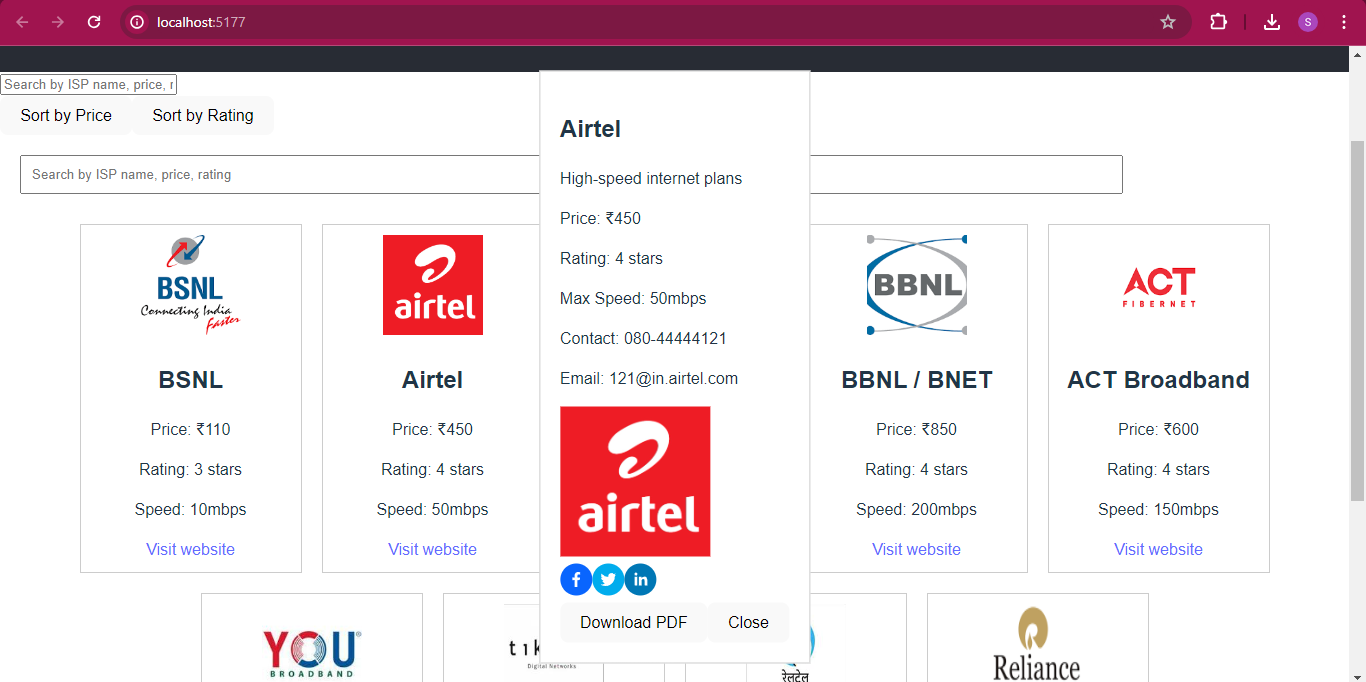 localhost:5177
S
Search by ISP name, price, r
Sort by Price
Sort by Rating
Search by ISP name, price, rating
BSNL
Connecting India
Faster
BSNL
Price: ₹110
Rating: 3 stars
Speed: 10mbps
Visit website
airtel
Airtel
Price: ₹450
Rating: 4 stars
Speed: 50mbps
Visit website
Airtel
High-speed internet plans
Price: ₹450
Rating: 4 stars
Max Speed: 50mbps
Contact: 080-44444121
Email: 121@in.airtel.com
airtel
f
in
Download PDF
Close
BBNL
BBNL / BNET
Price: ₹850
Rating: 4 stars
Speed: 200mbps
Visit website
ACT
FIBERNET
ACT Broadband
Price: ₹600
Rating: 4 stars
Speed: 150mbps
Visit website
YOU
BROADBAND
tik
Digital Networks
रेलटेल
Reliance